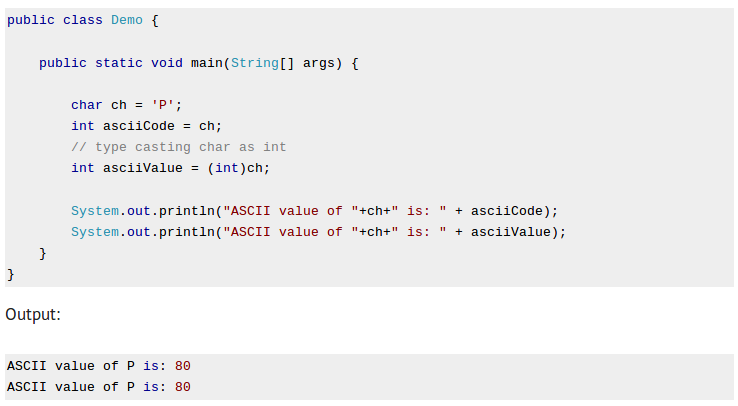 public class Demo {
public static void main(String[] args) {
char ch = 'P';
int asciiCode = ch;
// type casting char as int
int asciiValue = (int)ch;
System.out.println("ASCII value of "+ch+" is: " + asciiCode);
System.out.println("ASCII value of "+ch+" is: " + asciiValue);
}
}
Output:
ASCII value of P is: 80
ASCII value of P is: 80